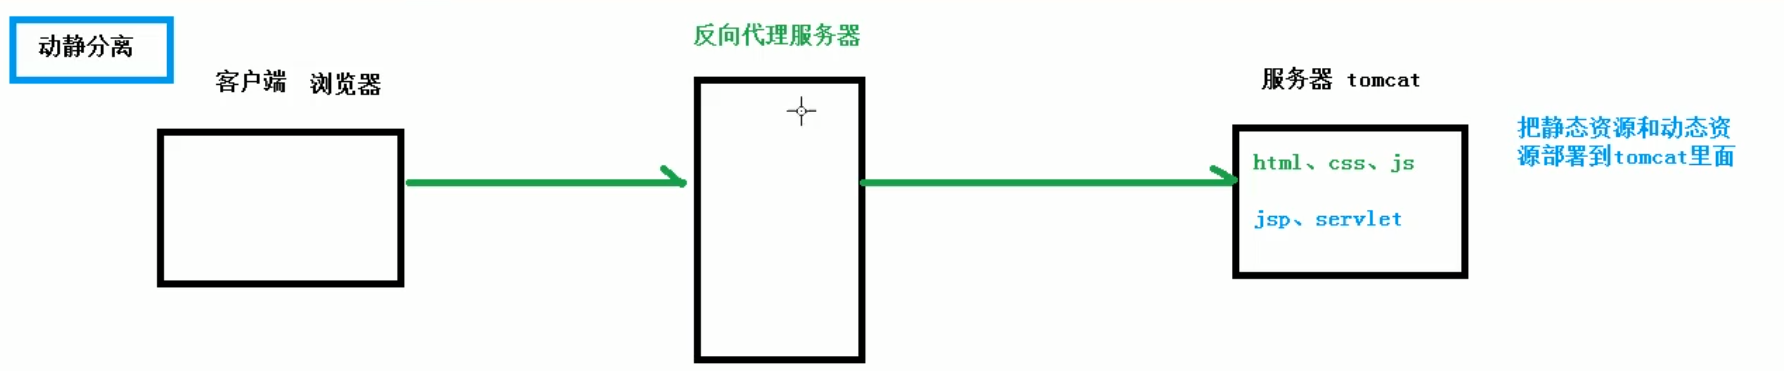 动静分离
客户端 浏览器
反向代理服务器
服务器 tomcat
html、css、js
jsp、servlet
把静态资源和动态资
源部署到tomcat里面